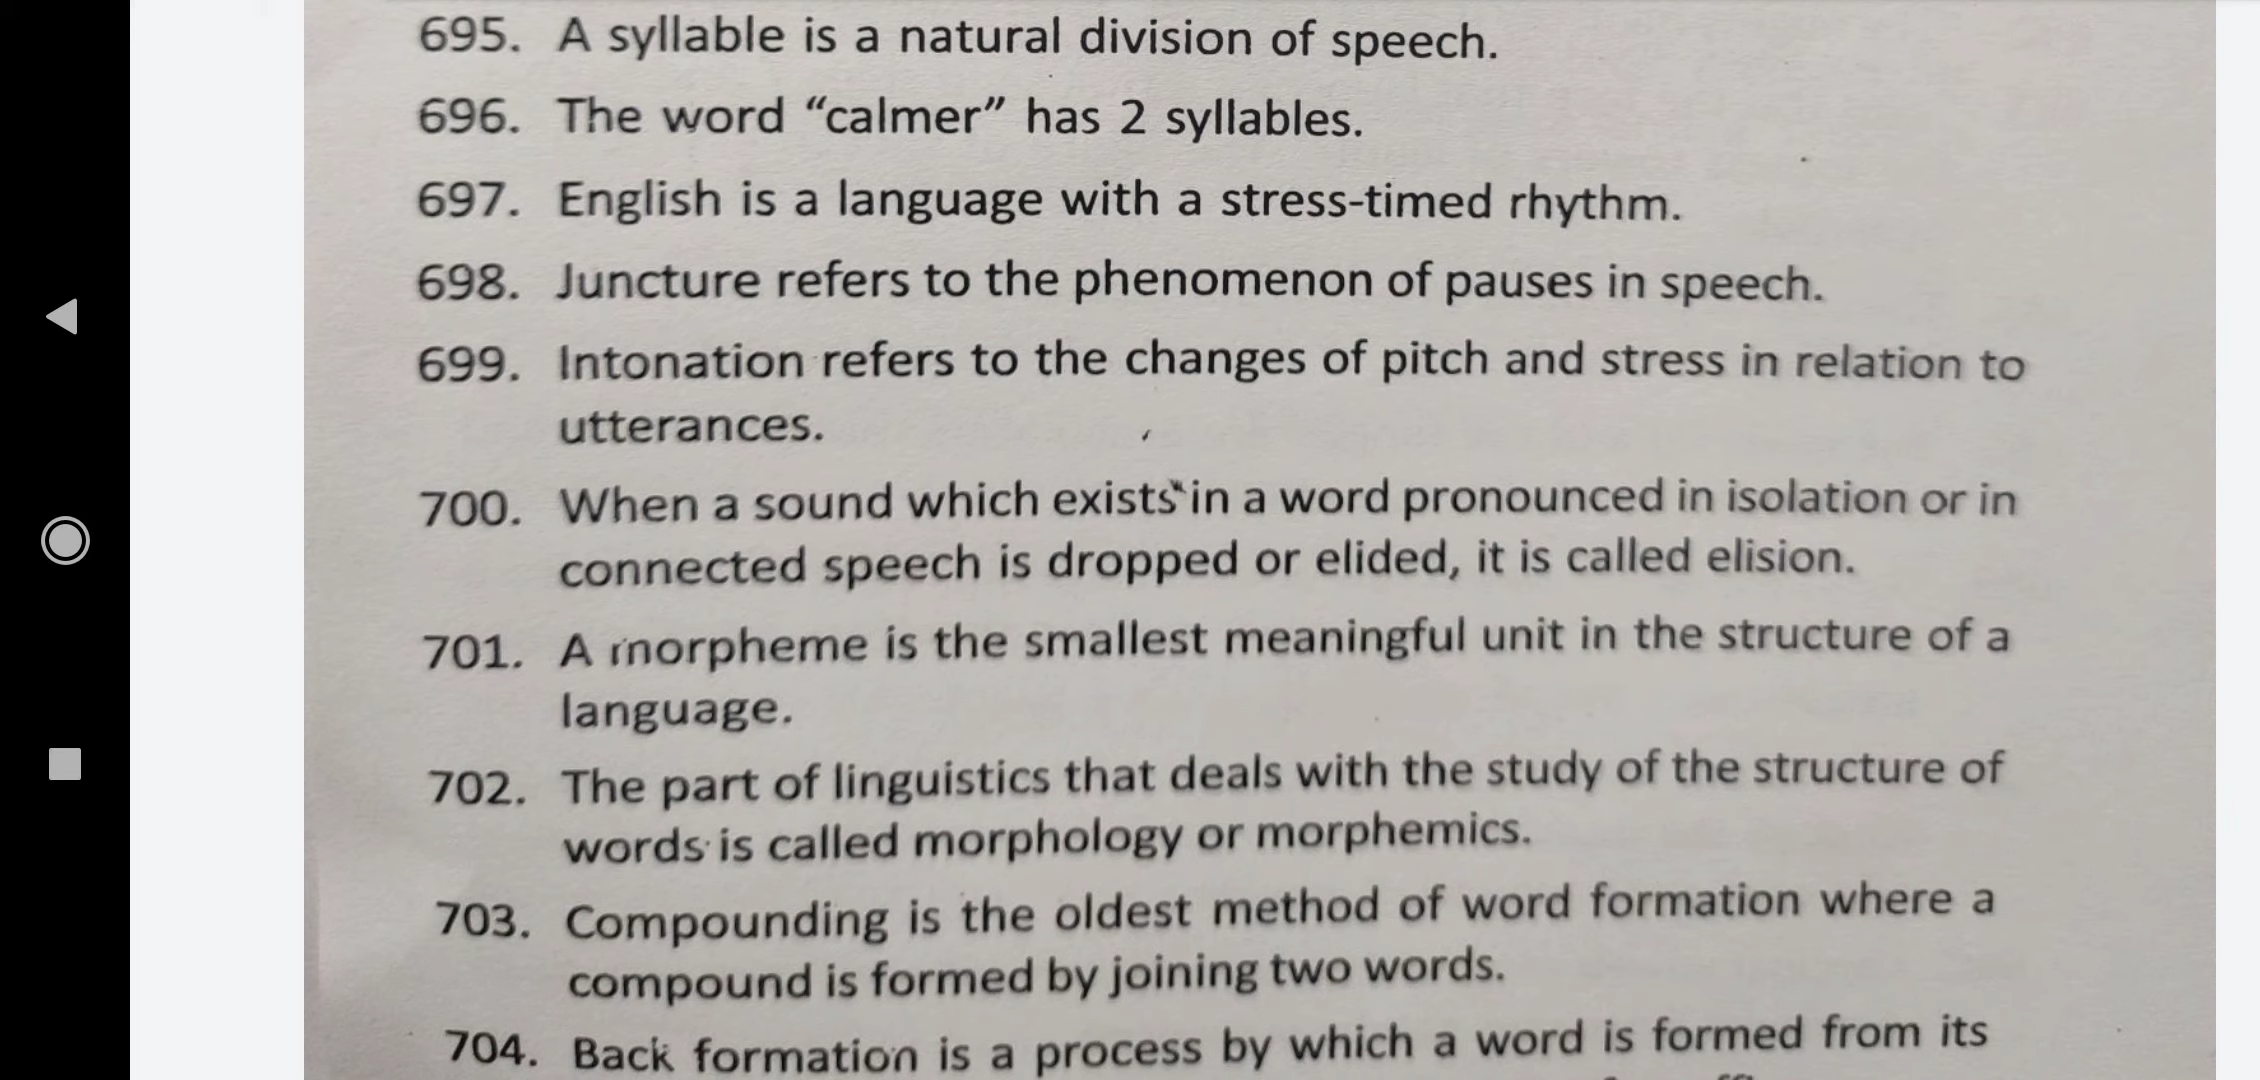 695. A syllable is a natural division of speech.
696. The word “calmer” has 2 syllables.
697. English is a language with a stress-timed rhythm.
698. Juncture refers to the phenomenon of pauses in speech.
699. Intonation refers to the changes of pitch and stress in relation to
utterances.
700. When a sound which exists in a word pronounced in isolation or in
connected speech is dropped or elided, it is called elision.
701. A morpheme is the smallest meaningful unit in the structure of a
language.
702. The part of linguistics that deals with the study of the structure of
words is called morphology or morphemics.
703. Compounding is the oldest method of word formation where a
compound is formed by joining two words.
704. Back formation is a process by which a word is formed from its